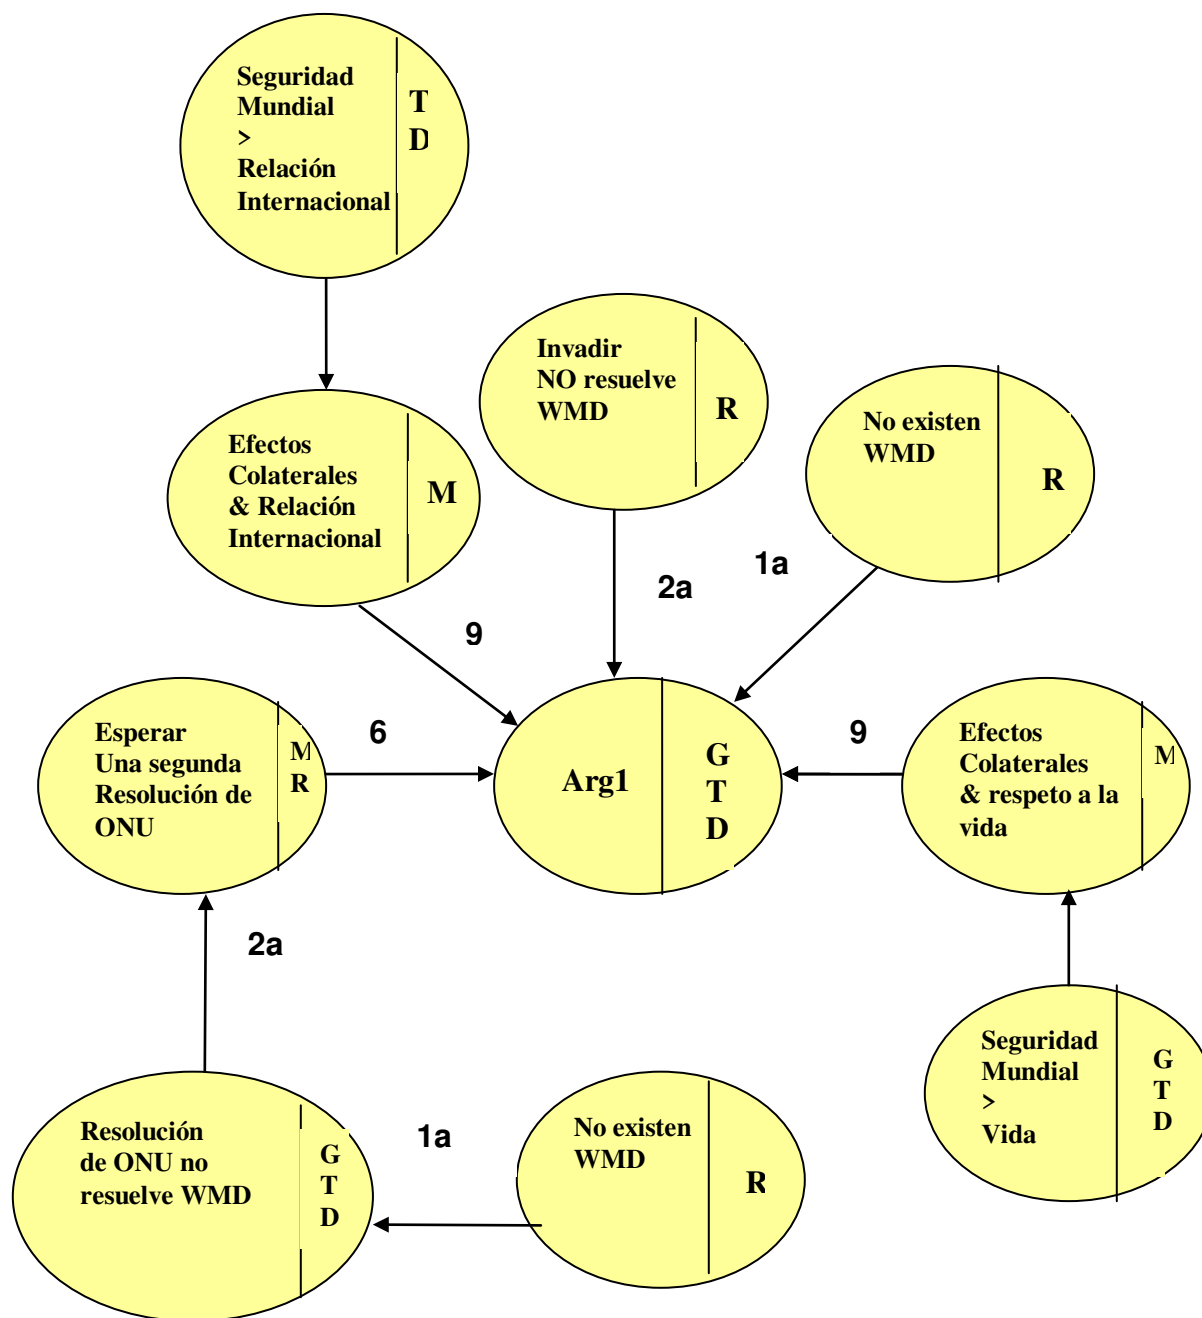 Seguridad
Mundial
>
Relación
Internacional
T
D
Invadir
NO resuelve
WMD
R
No existen
WMD
R
Efectos
Colaterales
& Relación
Internacional
M
1a
2a
9
Esperar
Una segunda
Resolución de
ONU
M
R
6
Arg1
G
T
D
9
Efectos
Colaterales
& respeto a la
vida
M
2a
Seguridad
Mundial
>
Vida
G
T
D
Resolución
de ONU no
resuelve WMD
G
T
D
1a
No existen
WMD
R